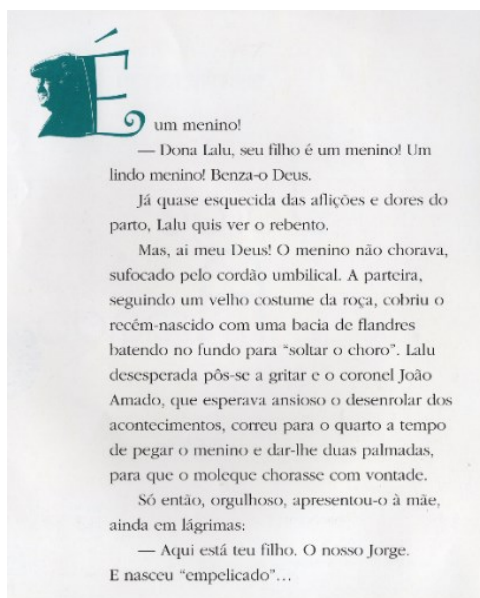 É um menino!
— Dona Lalu, seu filho é um menino! Um
lindo menino! Benza-o Deus.
Já quase esquecida das aflições e dores do
parto, Lalu quis ver o rebento.
Mas, ai meu Deus! O menino não chorava,
sufocado pelo cordão umbilical. A parteira,
seguindo um velho costume da roça, cobriu o
recém-nascido com uma bacia de flandres
batendo no fundo para “soltar o choro”. Lalu
desesperada pôs-se a gritar e o coronel João
Amado, que esperava ansioso o desenrolar dos
acontecimentos, correu para o quarto a tempo
de pegar o menino e dar-lhe duas palmadas,
para que o moleque chorasse com vontade.
Só então, orgulhoso, apresentou-o à mãe,
ainda em lágrimas:
— Aqui está teu filho. O nosso Jorge.
E nasceu “empelicado”…